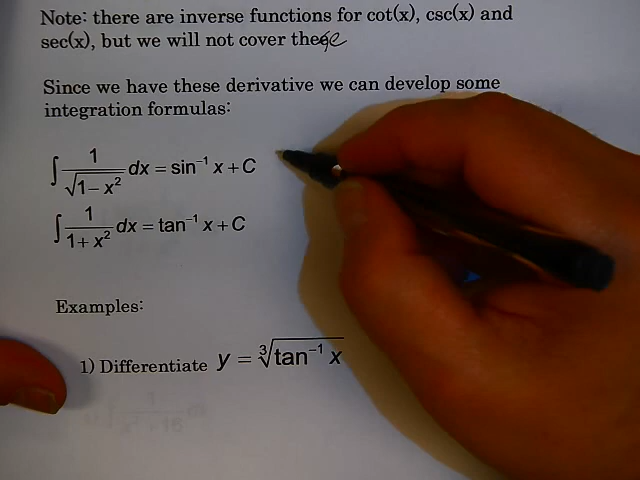 Note: there are inverse functions for cot(x), csc(x) and
sec(x), but we will not cover these
Since we have these derivative we can develop some
integration formulas:
∫ 1/√(1− x²) dx = sin⁻¹ x + C
∫ 1/(1+ x²) dx = tan⁻¹ x + C
Examples:
1) Differentiate y = ∛(tan⁻¹ x)